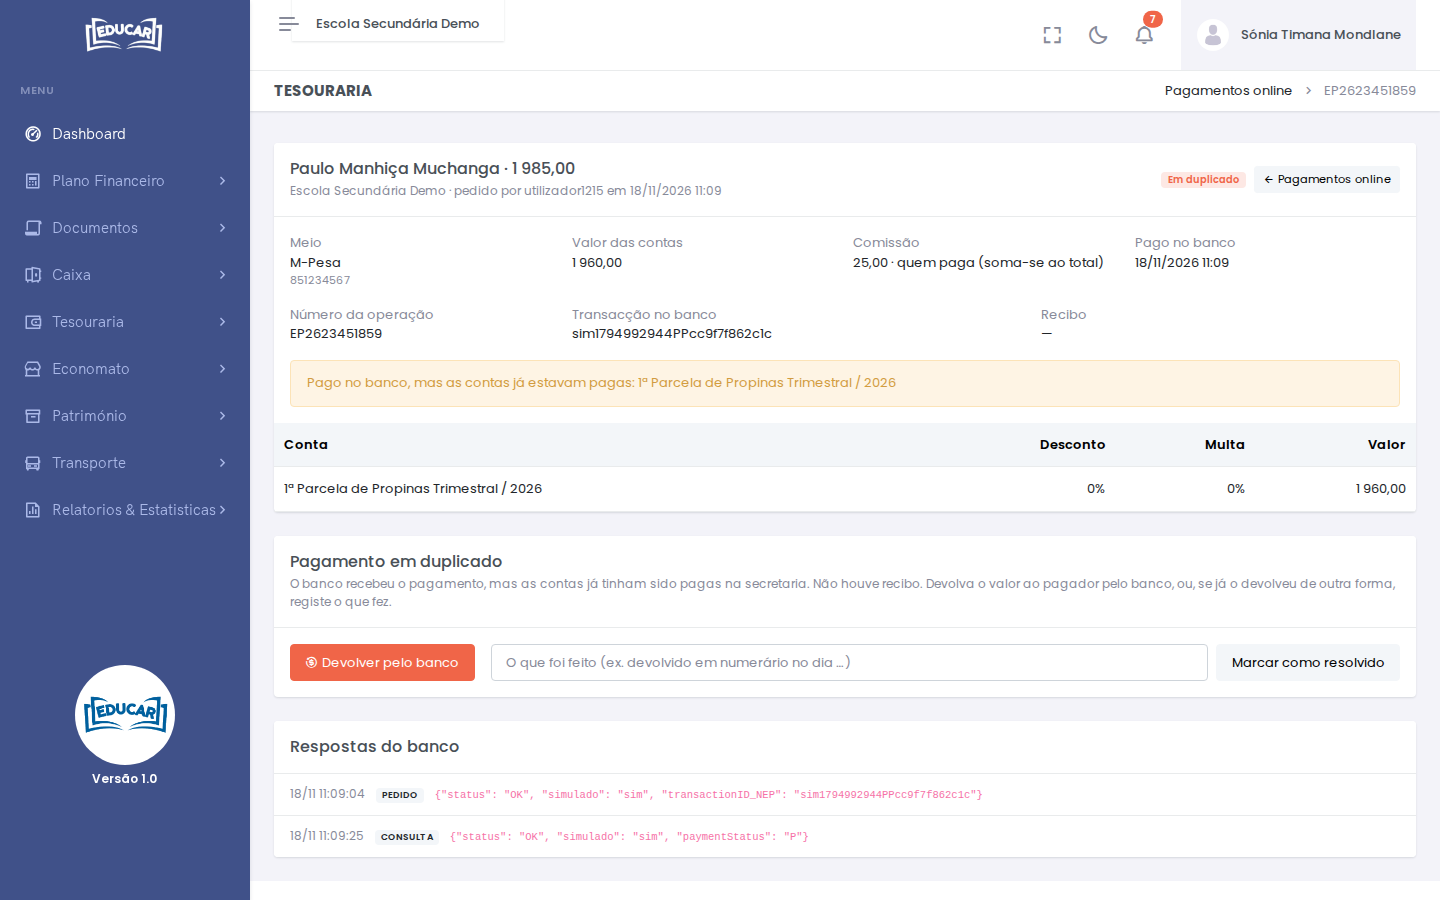 EDUCAR
Escola Secundária Demo
7
Sónia Timana Mondlane
MENU
TESOURARIA
Pagamentos online > EP2623451859
Dashboard
Plano Financeiro
Documentos
Caixa
Tesouraria
Economato
Património
Transporte
Relatorios & Estatisticas
EDUCAR
Versão 1.0
Paulo Manhiça Muchanga · 1 985,00
Escola Secundária Demo · pedido por utilizador1215 em 18/11/2026 11:09
Em duplicado
← Pagamentos online
Meio
M-Pesa
851234567
Valor das contas
1 960,00
Comissão
25,00 · quem paga (soma-se ao total)
Pago no banco
18/11/2026 11:09
Número da operação
EP2623451859
Transacção no banco
sim1794992944PPcc9f7f862c1c
Recibo
—
Pago no banco, mas as contas já estavam pagas: 1ª Parcela de Propinas Trimestral / 2026
Conta Desconto Multa Valor
1ª Parcela de Propinas Trimestral / 2026 0% 0% 1 960,00
Pagamento em duplicado
O banco recebeu o pagamento, mas as contas já tinham sido pagas na secretaria. Não houve recibo. Devolva o valor ao pagador pelo banco, ou, se já o devolveu de outra forma,
registe o que fez.
Devolver pelo banco
O que foi feito (ex. devolvido em numerário no dia …)
Marcar como resolvido
Respostas do banco
18/11 11:09:04 PEDIDO {"status": "OK", "simulado": "sim", "transactionID_NEP": "sim1794992944PPcc9f7f862c1c"}
18/11 11:09:25 CONSULTA {"status": "OK", "simulado": "sim", "paymentStatus": "P"}